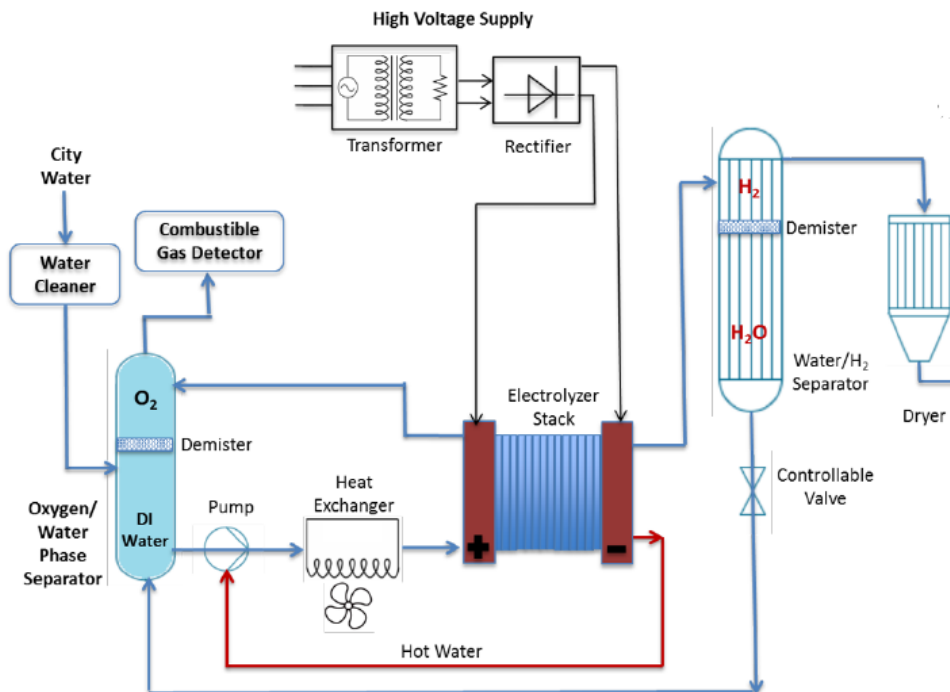 High Voltage Supply
Transformer
Rectifier
City
Water
Combustible
Gas Detector
Water
Cleaner
H₂
Demister
H₂O
Water/H₂
Separator
Dryer
O₂
Demister
Electrolyzer
Stack
Controllable
Valve
Heat
Exchanger
Pump
Oxygen/
Water
Phase
Separator
DI
Water
+
-
Hot Water